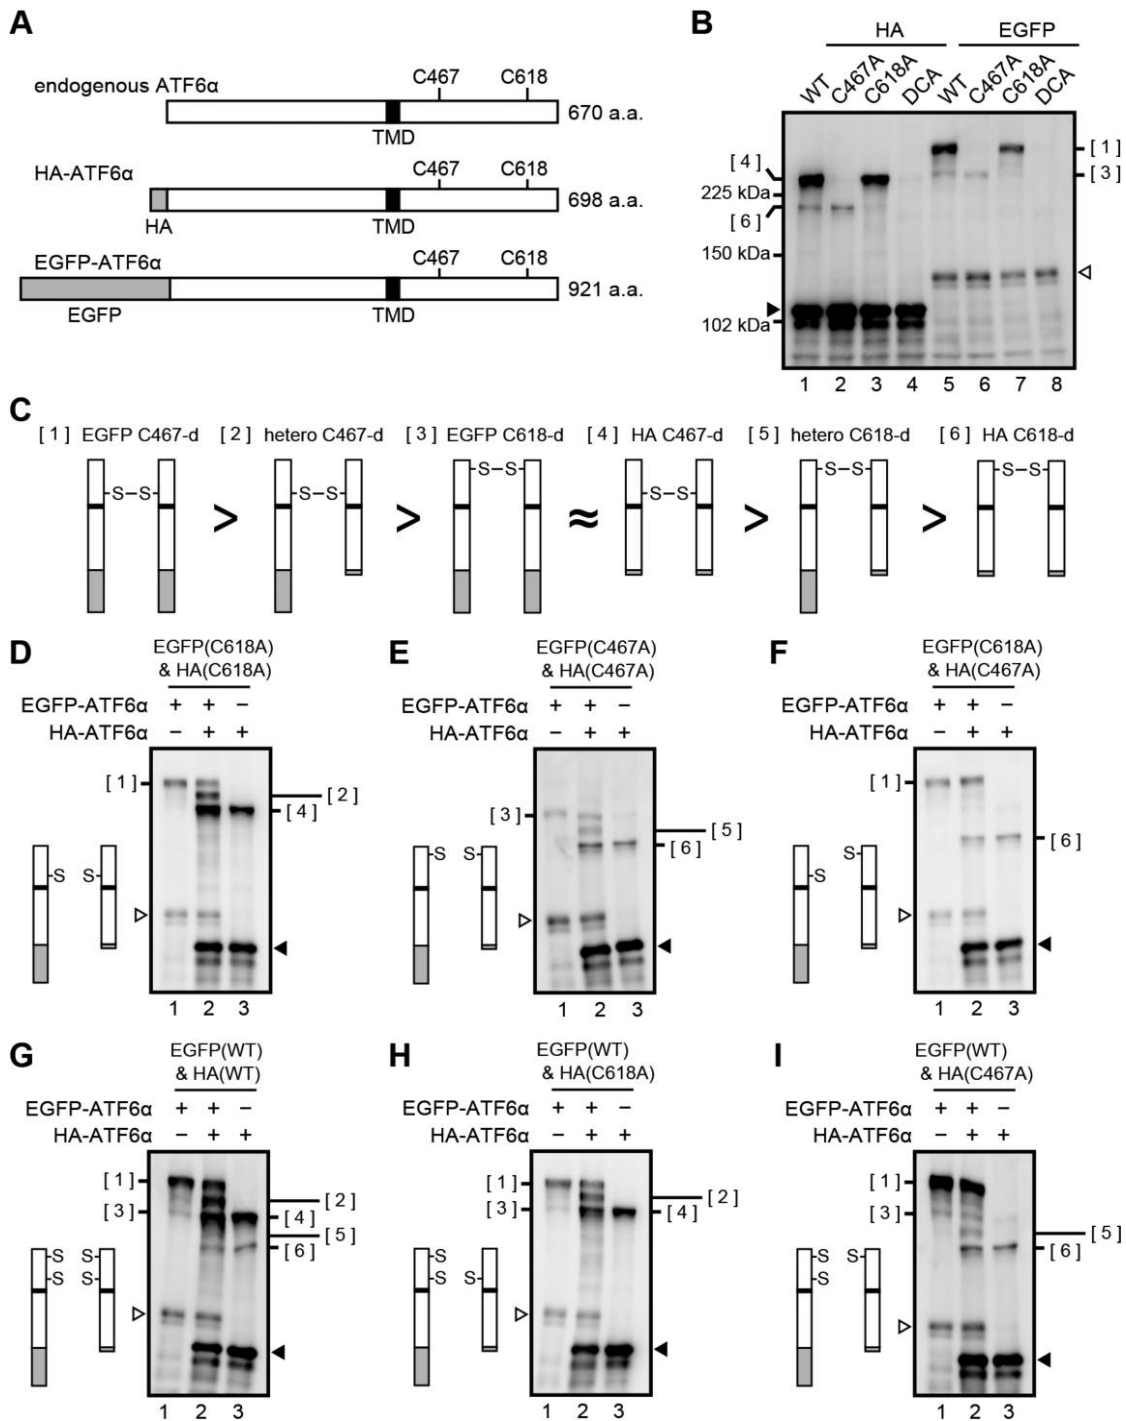 A
endogenous ATF6α
C467 C618
670 a.a.
TMD
HA-ATF6α
C467 C618
698 a.a.
HA TMD
EGFP-ATF6α
C467 C618
921 a.a.
EGFP TMD
B
HA EGFP
WT C467A C618A DCA WT C467A C618A DCA
[ 4 ]
225 kDa
[ 6 ]
150 kDa
102 kDa
[ 1 ]
[ 3 ]
1 2 3 4 5 6 7 8
C
[ 1 ] EGFP C467-d [ 2 ] hetero C467-d [ 3 ] EGFP C618-d [ 4 ] HA C467-d [ 5 ] hetero C618-d [ 6 ] HA C618-d
S–S > S–S > S–S ≈ S–S > S–S > S–S
D
EGFP(C618A)
& HA(C618A)
EGFP-ATF6α + + −
HA-ATF6α − + +
[ 1 ]
[ 2 ]
[ 4 ]
S S
1 2 3
E
EGFP(C467A)
& HA(C467A)
EGFP-ATF6α + + −
HA-ATF6α − + +
[ 3 ]
[ 5 ]
[ 6 ]
S S
1 2 3
F
EGFP(C618A)
& HA(C467A)
EGFP-ATF6α + + −
HA-ATF6α − + +
[ 1 ]
[ 6 ]
S S
1 2 3
G
EGFP(WT)
& HA(WT)
EGFP-ATF6α + + −
HA-ATF6α − + +
[ 1 ]
[ 2 ]
[ 3 ]
[ 4 ]
[ 5 ]
[ 6 ]
S S
S S
1 2 3
H
EGFP(WT)
& HA(C618A)
EGFP-ATF6α + + −
HA-ATF6α − + +
[ 1 ]
[ 2 ]
[ 3 ]
[ 4 ]
S
S S
1 2 3
I
EGFP(WT)
& HA(C467A)
EGFP-ATF6α + + −
HA-ATF6α − + +
[ 1 ]
[ 3 ]
[ 5 ]
[ 6 ]
S S
S
1 2 3